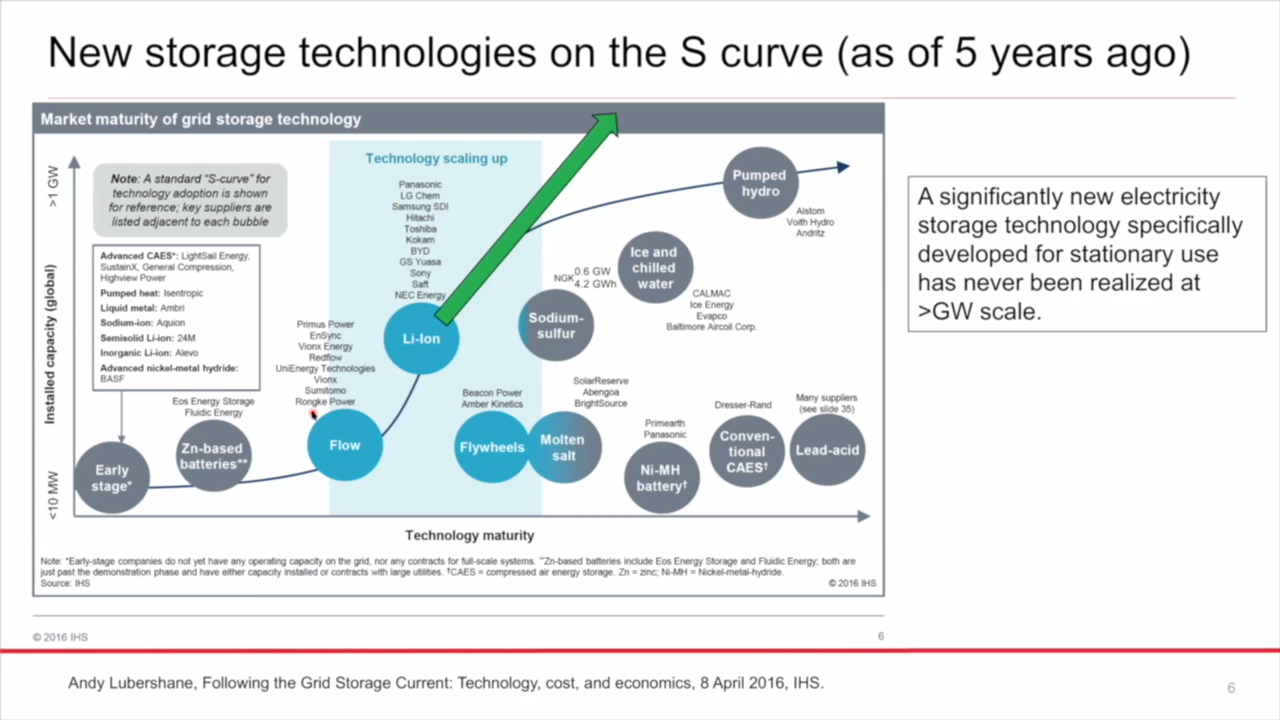 New storage technologies on the S curve (as of 5 years ago)
Market maturity of grid storage technology
>1 GW
Installed capacity (global)
<10 MW
Note: A standard “S-curve” for
technology adoption is shown
for reference; key suppliers are
listed adjacent to each bubble
Advanced CAES*: LightSail Energy,
SustainX, General Compression,
Highview Power
Pumped heat: Isentropic
Liquid metal: Ambri
Sodium-ion: Aquion
Semisolid Li-ion: 24M
Inorganic Li-ion: Alevo
Advanced nickel-metal hydride:
BASF
Early
stage*
Eos Energy Storage
Fluidic Energy
Zn-based
batteries**
Primus Power
EnSync
Vionx Energy
Redflow
UniEnergy Technologies
Vionx
Sumitomo
Rongke Power
Flow
Technology scaling up
Panasonic
LG Chem
Samsung SDI
Hitachi
Toshiba
Kokam
BYD
GS Yuasa
Sony
Saft
NEC Energy
Li-Ion
Beacon Power
Amber Kinetics
Flywheels
NGK
0.6 GW
4.2 GWh
Sodium-
sulfur
SolarReserve
Abengoa
BrightSource
Molten
salt
Ice and
chilled
water
CALMAC
Ice Energy
Evapco
Baltimore Aircoil Corp.
Pumped
hydro
Alstom
Voith Hydro
Andritz
Primearth
Panasonic
Ni-MH
battery†
Dresser-Rand
Conven-
tional
CAES†
Many suppliers
(see slide 35)
Lead-acid
Technology maturity
Note: *Early-stage companies do not yet have any operating capacity on the grid, nor any contracts for full-scale systems. **Zn-based batteries include Eos Energy Storage and Fluidic Energy; both are
just past the demonstration phase and have either capacity installed or contracts with large utilities. †CAES = compressed air energy storage. Zn = zinc; Ni-MH = Nickel-metal-hydride.
Source: IHS
© 2016 IHS
© 2016 IHS
6
A significantly new electricity
storage technology specifically
developed for stationary use
has never been realized at
>GW scale.
Andy Lubershane, Following the Grid Storage Current: Technology, cost, and economics, 8 April 2016, IHS.
6